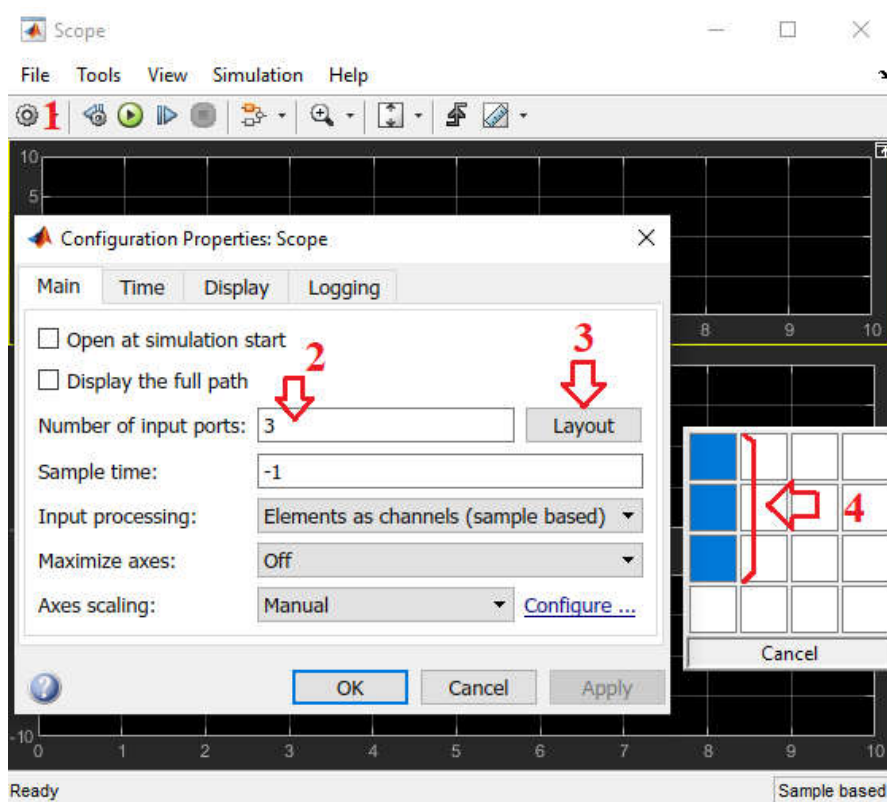 Scope
File Tools View Simulation Help
1
10
5
Configuration Properties: Scope
Main Time Display Logging
Open at simulation start
Display the full path
2
3
Number of input ports: 3 Layout
Sample time: -1
Input processing: Elements as channels (sample based)
Maximize axes: Off
Axes scaling: Manual Configure ...
OK Cancel Apply
8 9 10
4
Cancel
-10
0 1 2 3 4 5 6 7 8 9 10
Ready Sample based